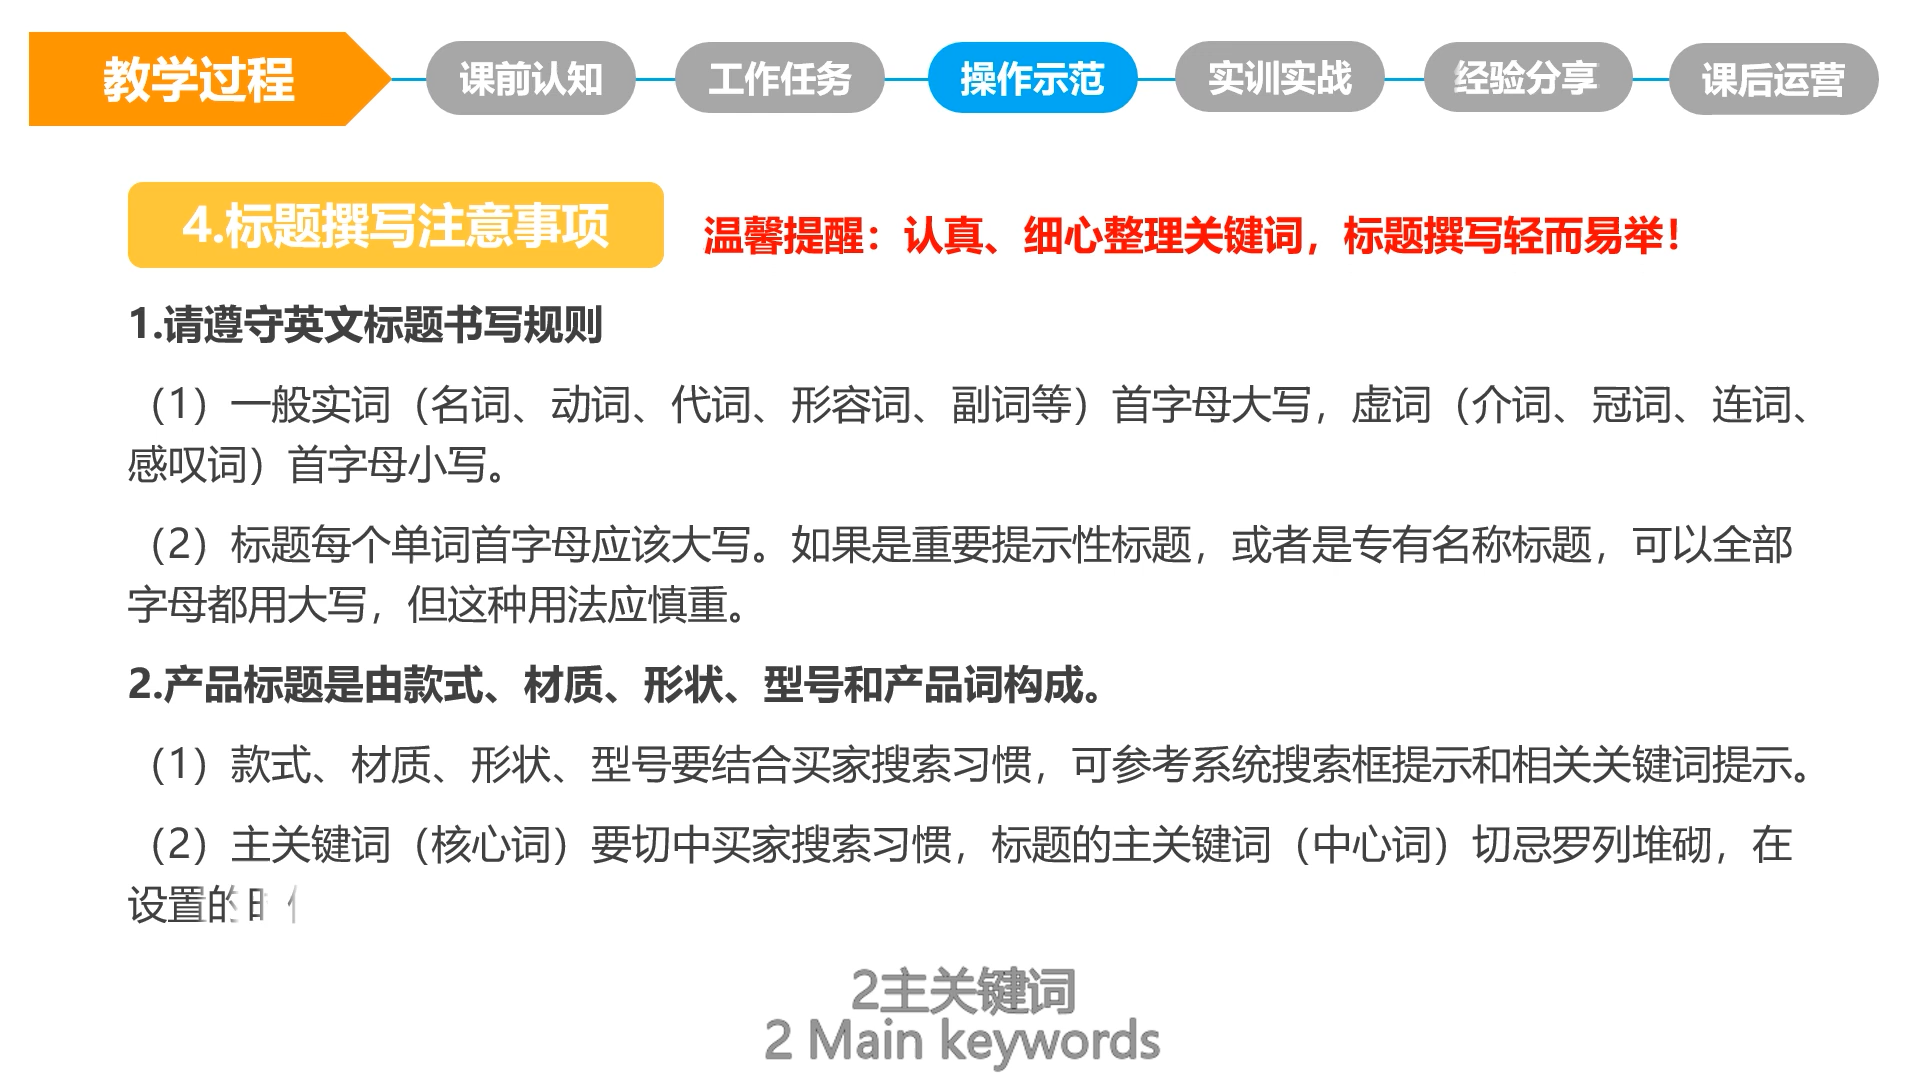 教学过程
课前认知
工作任务
操作示范
实训实战
经验分享
课后运营
4.标题撰写注意事项
温馨提醒：认真、细心整理关键词，标题撰写轻而易举！
1.请遵守英文标题书写规则
（1）一般实词（名词、动词、代词、形容词、副词等）首字母大写，虚词（介词、冠词、连词、
感叹词）首字母小写。
（2）标题每个单词首字母应该大写。如果是重要提示性标题，或者是专有名称标题，可以全部
字母都用大写，但这种用法应慎重。
2.产品标题是由款式、材质、形状、型号和产品词构成。
（1）款式、材质、形状、型号要结合买家搜索习惯，可参考系统搜索框提示和相关关键词提示。
（2）主关键词（核心词）要切中买家搜索习惯，标题的主关键词（中心词）切忌罗列堆砌，在
设置的
2主关键词
2 Main keywords